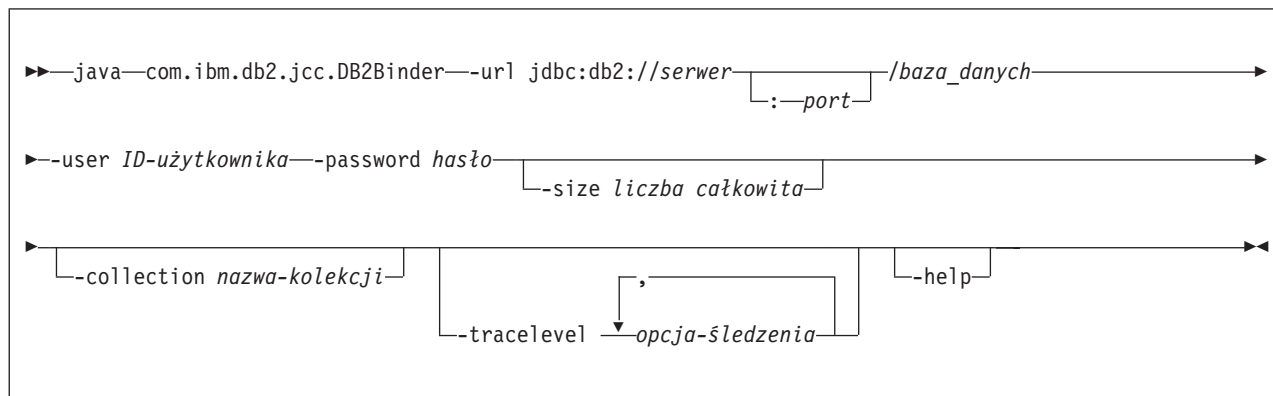 java com.ibm.db2.jcc.DB2Binder -url jdbc:db2://serwer /baza_danych
: port
-user ID-użytkownika -password hasło
-size liczba całkowita
-collection nazwa-kolekcji -help
,
-tracelevel opcja-śledzenia